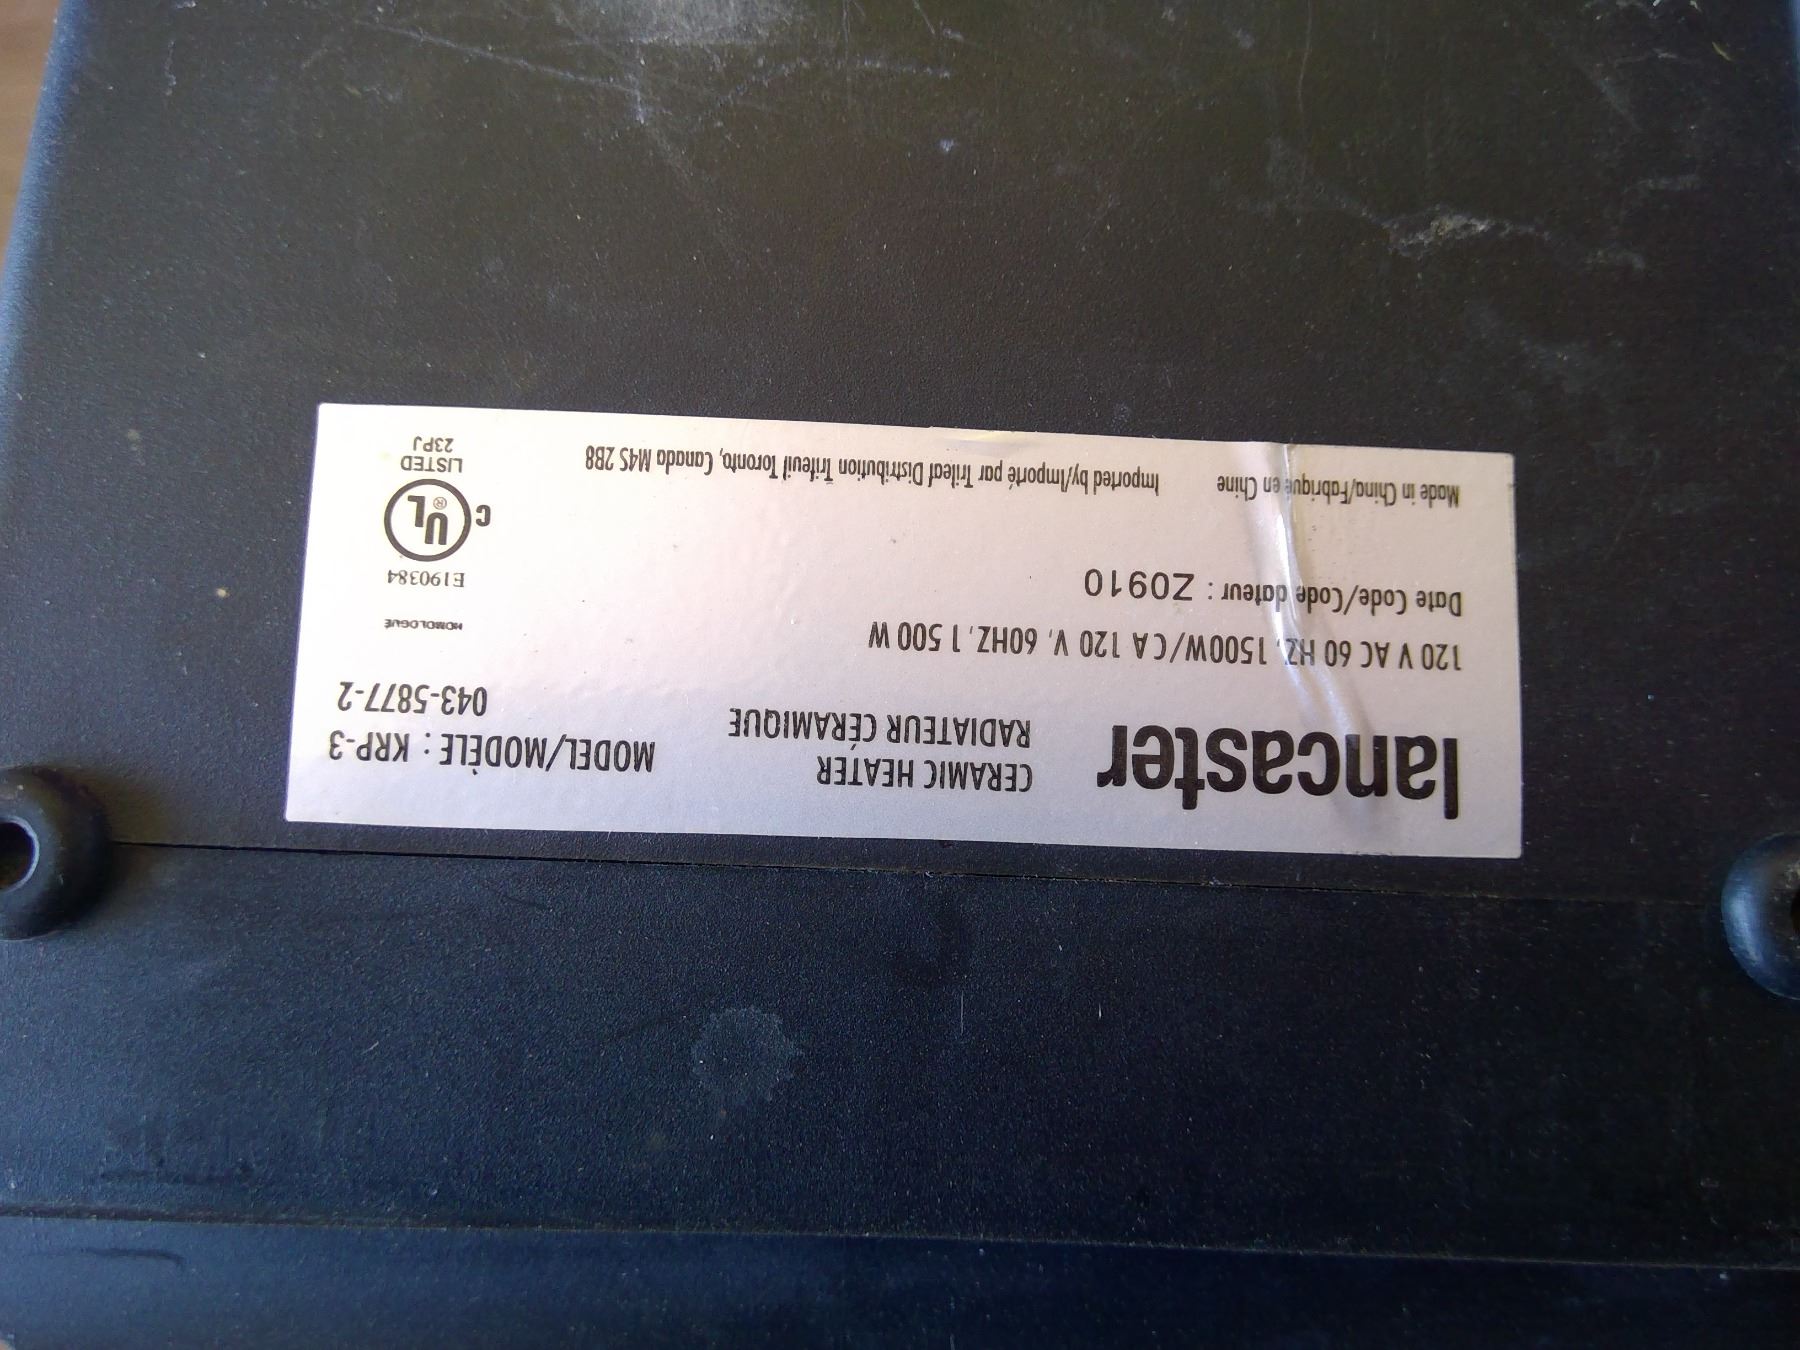 lancaster
CERAMIC HEATER
RADIATEUR CÉRAMIQUE
MODEL/MODÈLE : KRP-3
043-5877-2
120 V AC 60 HZ, 1500W/CA 120 V, 60HZ, 1 500 W
Date Code/Code dateur : Z0910
HOMOLOGUE
E190384
C UL ®
LISTED
23PJ
Made in China/Fabriqué en Chine
Imported by/Importé par Trileaf Distribution Trifeuil Toronto, Canada M4S 2B8